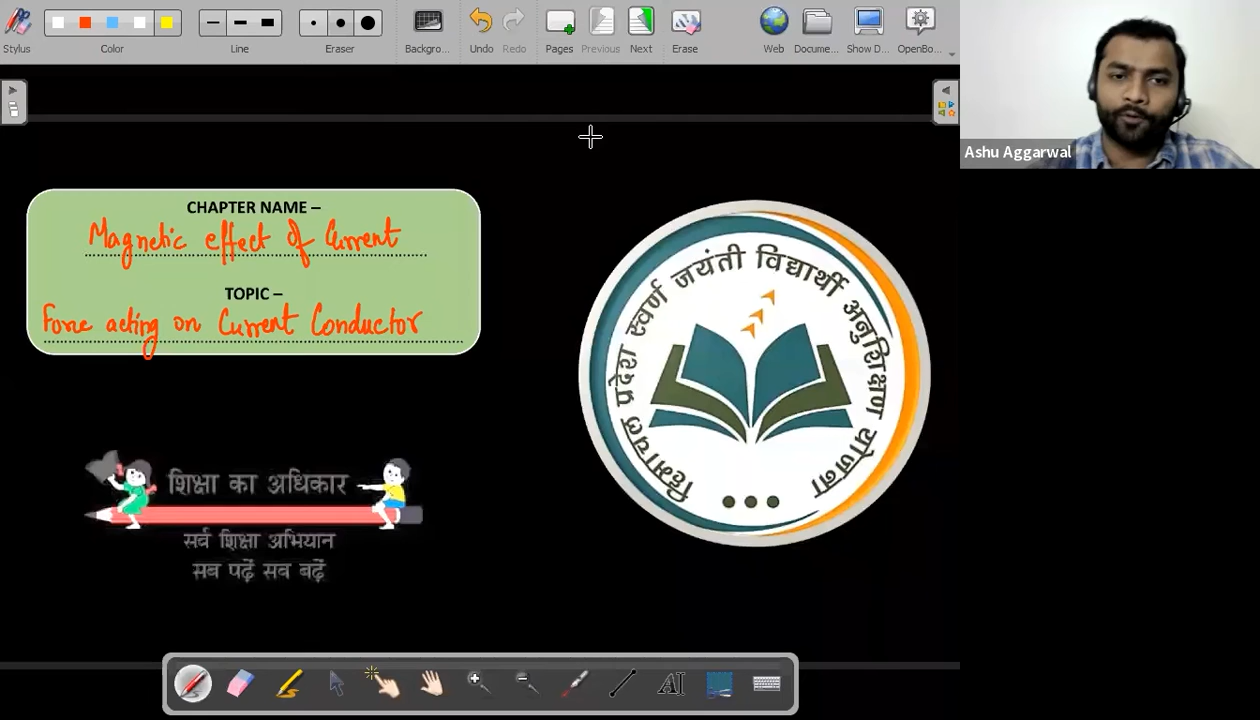 Stylus
Color
Line
Eraser
Backgro...
Undo
Redo
Pages
Previous
Next
Erase
Web
Docume...
Show D...
OpenBo...
Ashu Aggarwal
CHAPTER NAME –
Magnetic effect of Current
TOPIC –
Force acting on Current Conductor
हिमाचल प्रदेश स्वर्ण जयंती विद्यार्थी अनुशिक्षण योजना
शिक्षा का अधिकार
सर्व शिक्षा अभियान
सब पढ़ें सब बढ़ें
AI